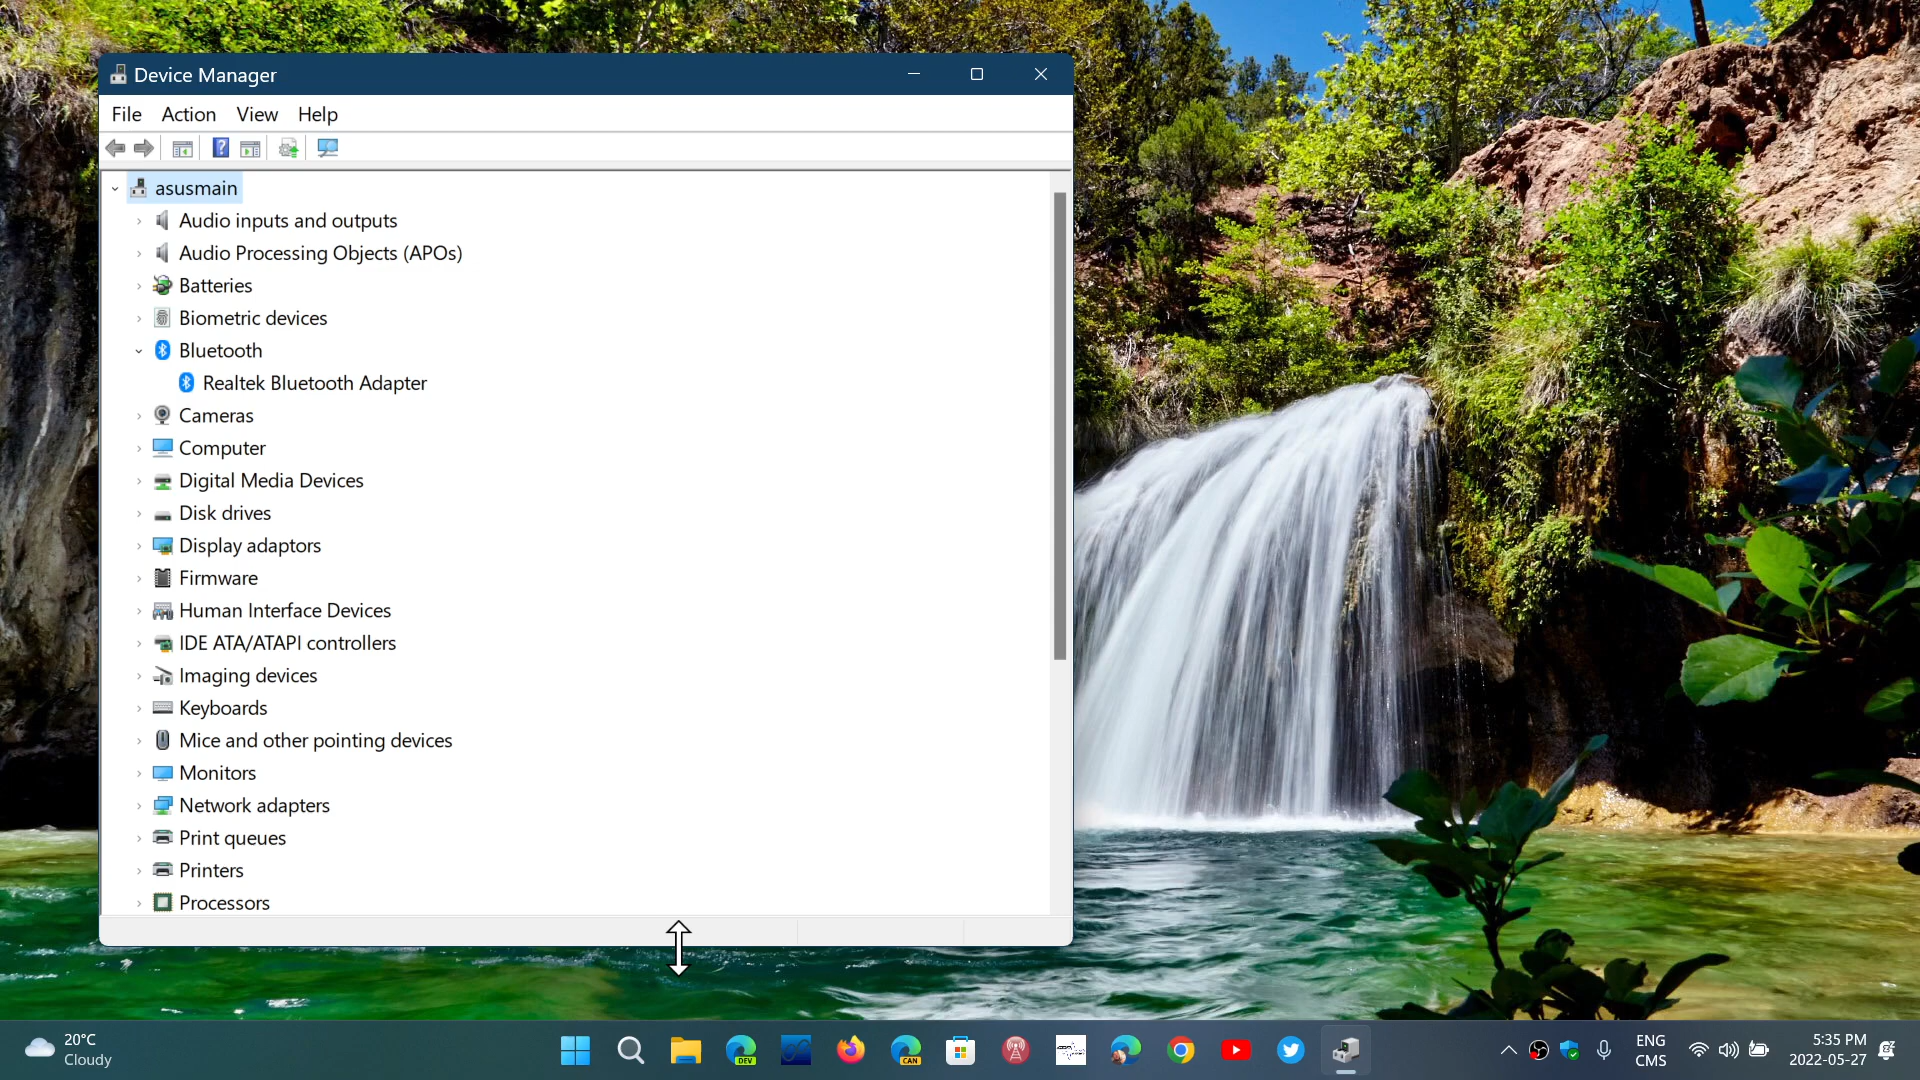 Device Manager
File Action View Help
asusmain
Audio inputs and outputs
Audio Processing Objects (APOs)
Batteries
Biometric devices
Bluetooth
Realtek Bluetooth Adapter
Cameras
Computer
Digital Media Devices
Disk drives
Display adaptors
Firmware
Human Interface Devices
IDE ATA/ATAPI controllers
Imaging devices
Keyboards
Mice and other pointing devices
Monitors
Network adapters
Print queues
Printers
Processors
20°C
Cloudy
DEV
CAN
ENG
CMS
5:35 PM
2022-05-27